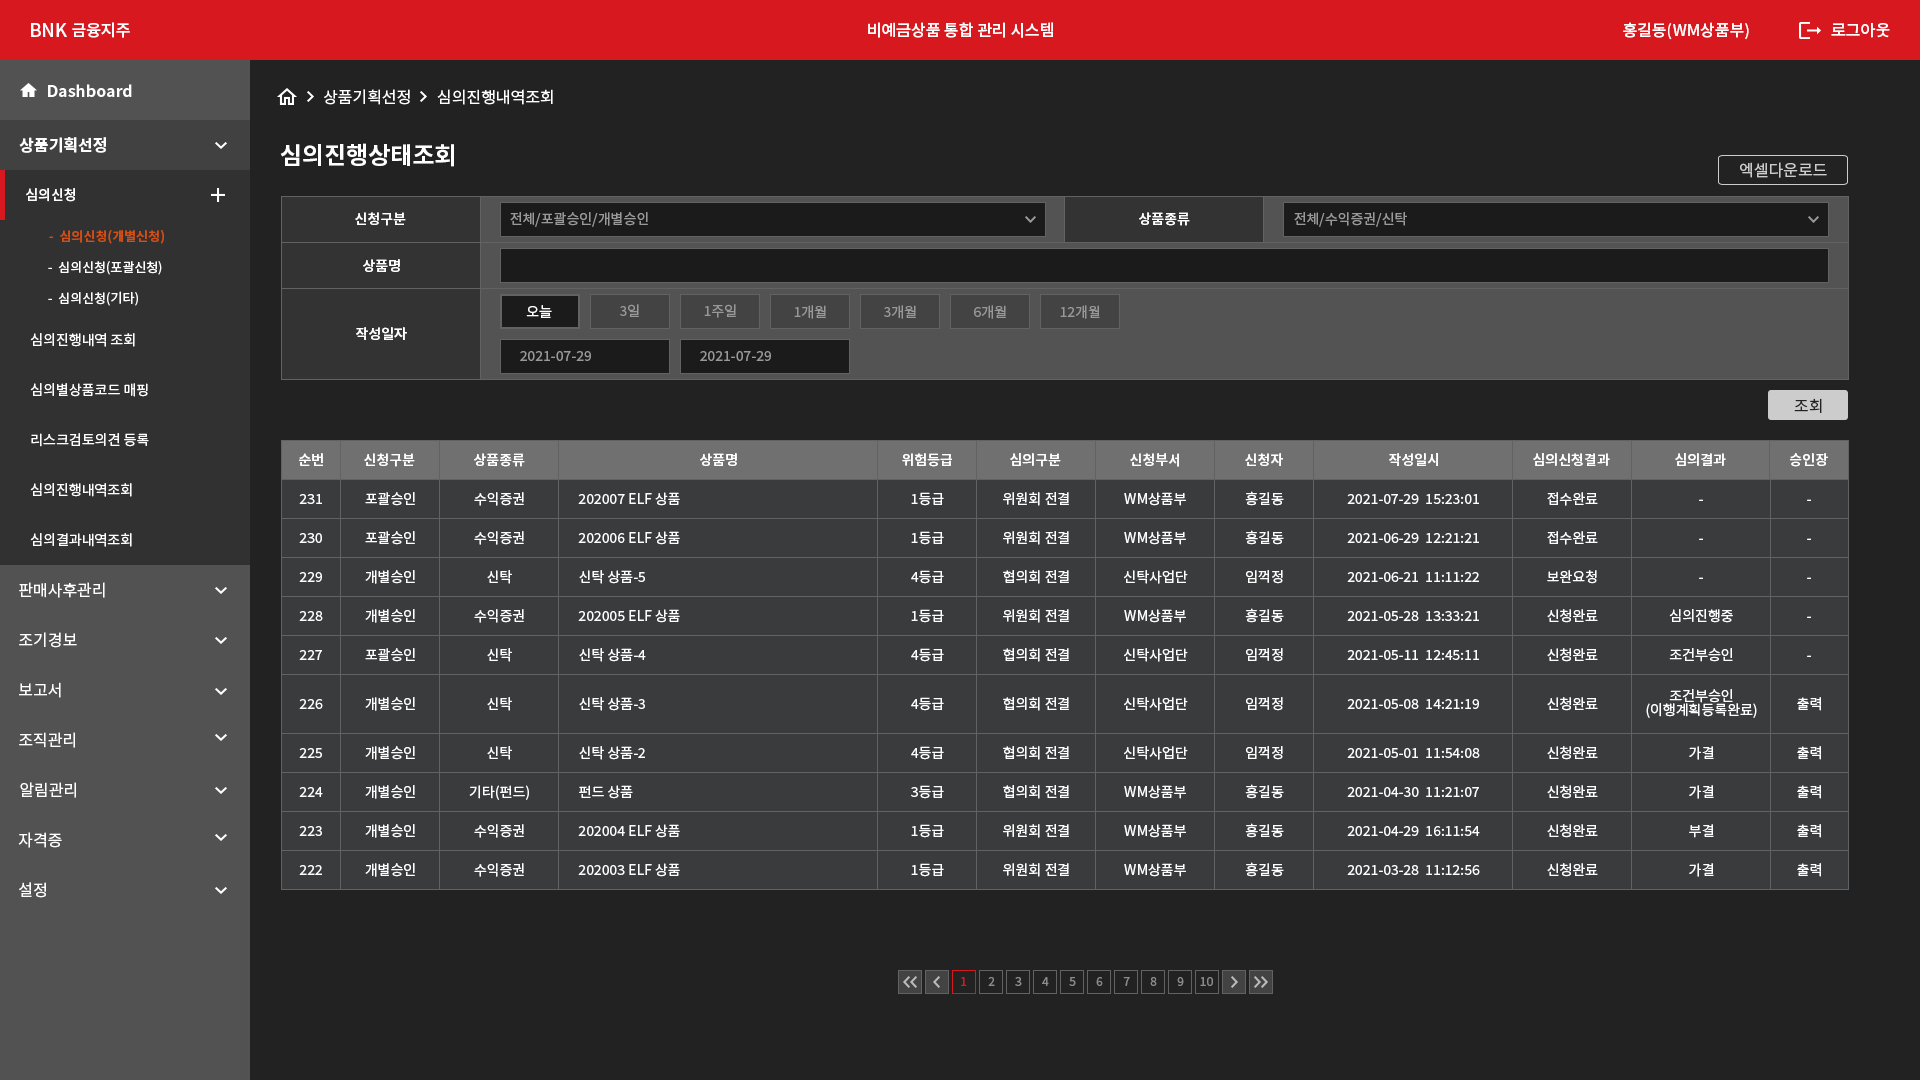 BNK 금융지주
비예금상품 통합 관리 시스템
홍길동(WM상품부)
로그아웃
Dashboard
상품기획선정
심의신청
- 심의신청(개별신청)
- 심의신청(포괄신청)
- 심의신청(기타)
심의진행내역 조회
심의별상품코드 매핑
리스크검토의견 등록
심의진행내역조회
심의결과내역조회
판매사후관리
조기경보
보고서
조직관리
알림관리
자격증
설정
상품기획선정
심의진행내역조회
심의진행상태조회
엑셀다운로드
신청구분 전체/포괄승인/개별승인 상품종류 전체/수익증권/신탁
상품명
작성일자
오늘 3일 1주일 1개월 3개월 6개월 12개월
2021-07-29 2021-07-29
조회
순번 신청구분 상품종류 상품명 위험등급 심의구분 신청부서 신청자 작성일시 심의신청결과 심의결과 승인장
231 포괄승인 수익증권 202007 ELF 상품 1등급 위원회 전결 WM상품부 홍길동 2021-07-29 15:23:01 접수완료 - -
230 포괄승인 수익증권 202006 ELF 상품 1등급 위원회 전결 WM상품부 홍길동 2021-06-29 12:21:21 접수완료 - -
229 개별승인 신탁 신탁 상품-5 4등급 협의회 전결 신탁사업단 임꺽정 2021-06-21 11:11:22 보완요청 - -
228 개별승인 수익증권 202005 ELF 상품 1등급 위원회 전결 WM상품부 홍길동 2021-05-28 13:33:21 신청완료 심의진행중 -
227 포괄승인 신탁 신탁 상품-4 4등급 협의회 전결 신탁사업단 임꺽정 2021-05-11 12:45:11 신청완료 조건부승인 -
226 개별승인 신탁 신탁 상품-3 4등급 협의회 전결 신탁사업단 임꺽정 2021-05-08 14:21:19 신청완료 조건부승인
(이행계획등록완료) 출력
225 개별승인 신탁 신탁 상품-2 4등급 협의회 전결 신탁사업단 임꺽정 2021-05-01 11:54:08 신청완료 가결 출력
224 개별승인 기타(펀드) 펀드 상품 3등급 협의회 전결 WM상품부 홍길동 2021-04-30 11:21:07 신청완료 가결 출력
223 개별승인 수익증권 202004 ELF 상품 1등급 위원회 전결 WM상품부 홍길동 2021-04-29 16:11:54 신청완료 부결 출력
222 개별승인 수익증권 202003 ELF 상품 1등급 위원회 전결 WM상품부 홍길동 2021-03-28 11:12:56 신청완료 가결 출력
1 2 3 4 5 6 7 8 9 10